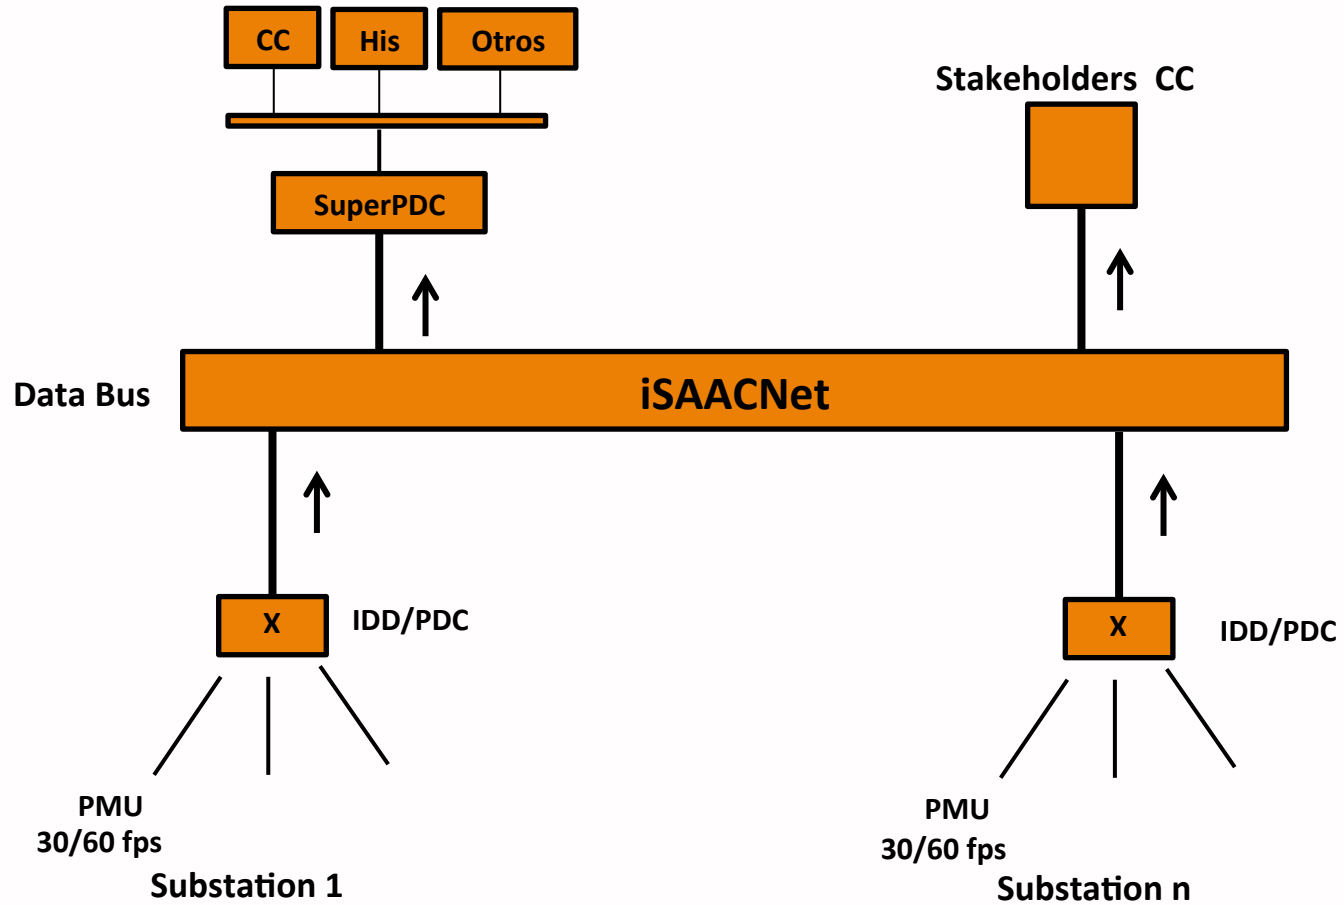 CC
His
Otros
Stakeholders CC
SuperPDC
Data Bus
iSAACNet
X
IDD/PDC
X
IDD/PDC
PMU
30/60 fps
Substation 1
PMU
30/60 fps
Substation n